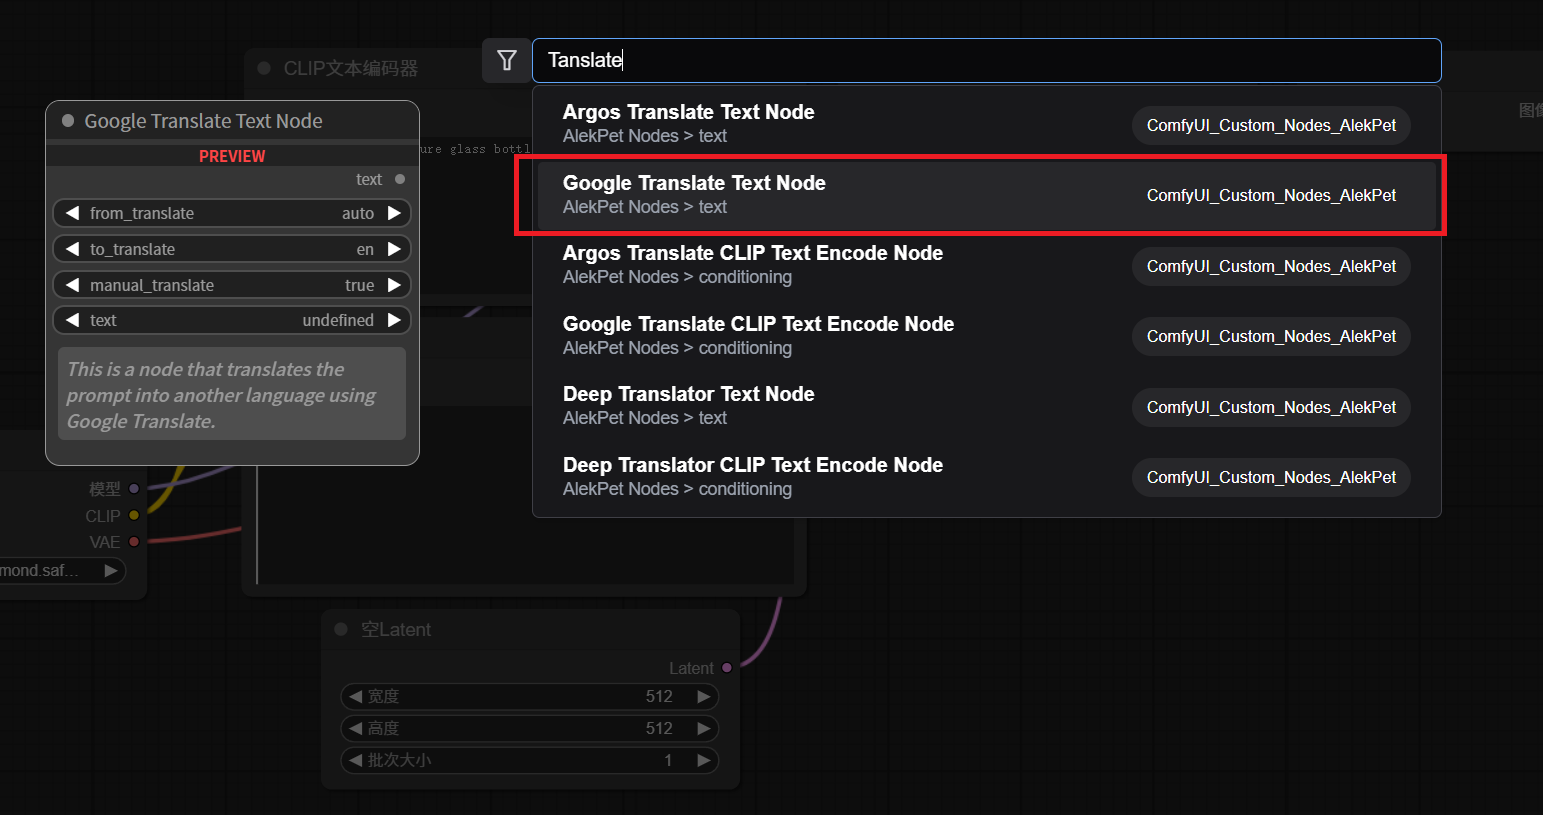 CLIP文本编码器
Tanslate
Google Translate Text Node
PREVIEW
text
from_translate auto
to_translate en
manual_translate true
text undefined
This is a node that translates the
prompt into another language using
Google Translate.
ure glass bottl
Argos Translate Text Node
AlekPet Nodes > text
ComfyUI_Custom_Nodes_AlekPet
Google Translate Text Node
AlekPet Nodes > text
ComfyUI_Custom_Nodes_AlekPet
Argos Translate CLIP Text Encode Node
AlekPet Nodes > conditioning
ComfyUI_Custom_Nodes_AlekPet
Google Translate CLIP Text Encode Node
AlekPet Nodes > conditioning
ComfyUI_Custom_Nodes_AlekPet
Deep Translator Text Node
AlekPet Nodes > text
ComfyUI_Custom_Nodes_AlekPet
Deep Translator CLIP Text Encode Node
AlekPet Nodes > conditioning
ComfyUI_Custom_Nodes_AlekPet
图像
模型
CLIP
VAE
mond.saf...
空Latent
Latent
宽度 512
高度 512
批次大小 1